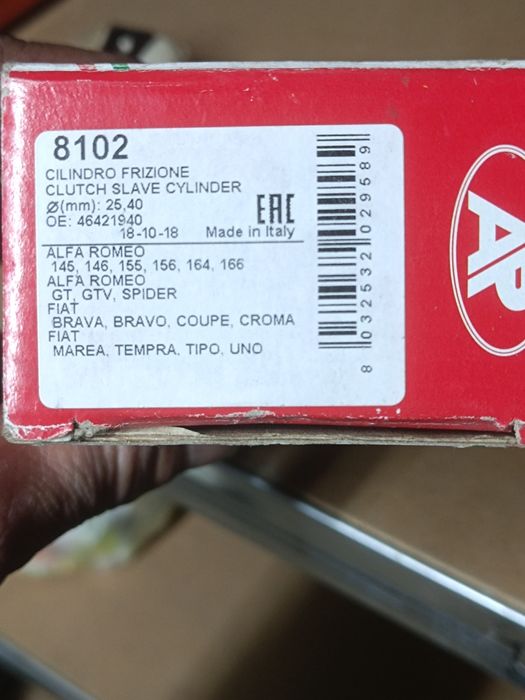 8102
CILINDRO FRIZIONE
CLUTCH SLAVE CYLINDER
Ø(mm): 25,40
OE: 46421940
EAC
18-10-18 Made in Italy
ALFA ROMEO
145, 146, 155, 156, 164, 166
ALFA ROMEO
GT, GTV, SPIDER
FIAT
BRAVA, BRAVO, COUPE, CROMA
FIAT
MAREA, TEMPRA, TIPO, UNO
8 032532 029589
AP